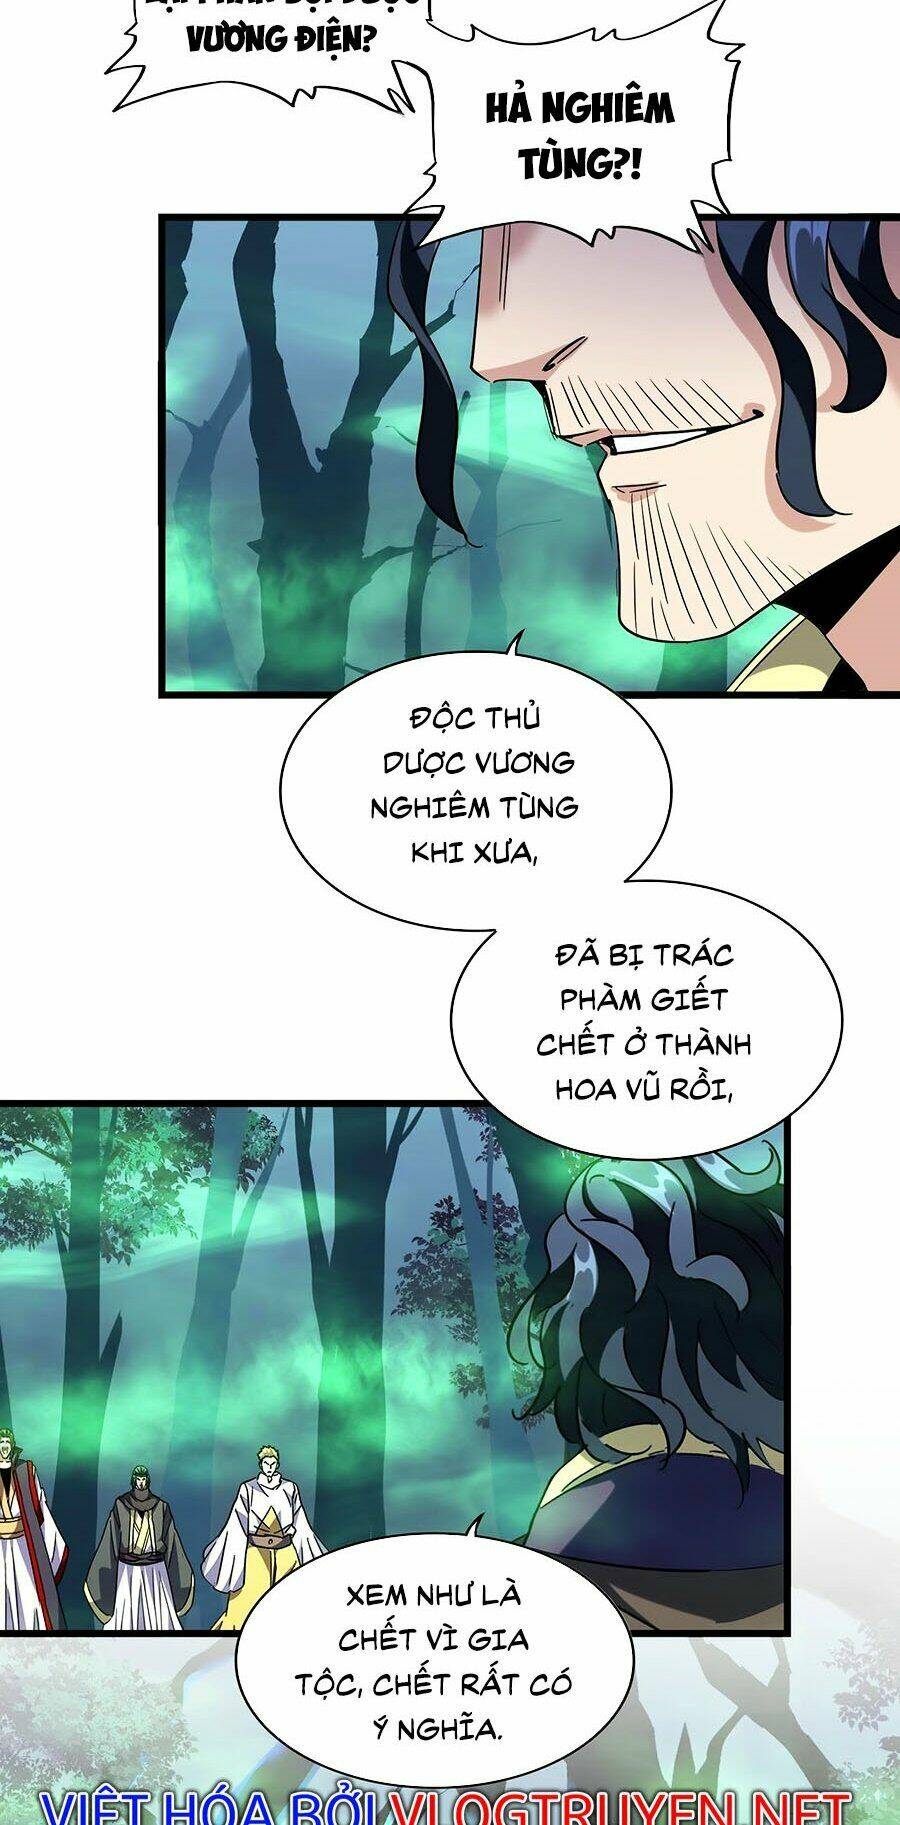 VƯƠNG ĐIỆN?
HẢ NGHIÊM
TÙNG?!
ĐỘC THỦ
DƯỢC VƯƠNG
NGHIÊM TÙNG
KHI XƯA,
ĐÃ BỊ TRÁC
PHÀM GIẾT
CHẾT Ở THÀNH
HOA VŨ RỒI,
XEM NHƯ LÀ
CHẾT VÌ GIA
TỘC, CHẾT RẤT CÓ
Ý NGHĨA.
VIỆT HÓA BỞI VLOGTRUYEN.NET